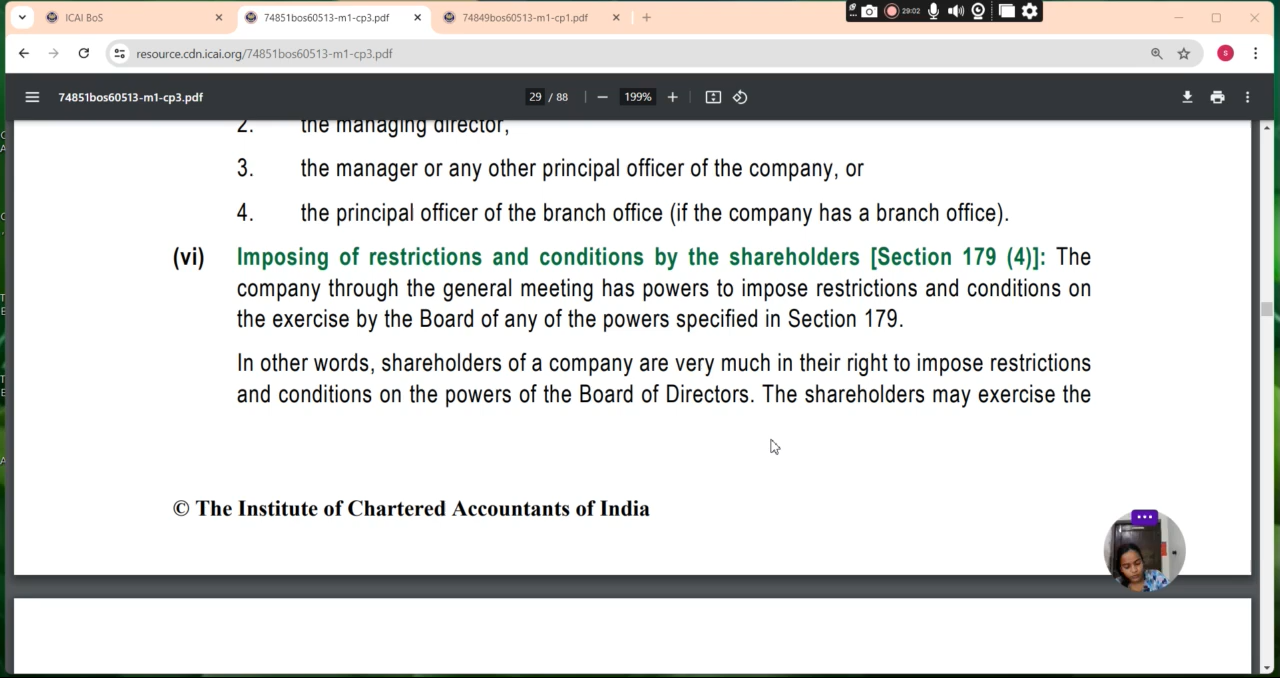 ICAI BoS
74851bos60513-m1-cp3.pdf
74849bos60513-m1-cp1.pdf
29:02
resource.cdn.icai.org/74851bos60513-m1-cp3.pdf
S
74851bos60513-m1-cp3.pdf
29 / 88
199%
2. the managing director,
3. the manager or any other principal officer of the company, or
4. the principal officer of the branch office (if the company has a branch office).
(vi) Imposing of restrictions and conditions by the shareholders [Section 179 (4)]: The
company through the general meeting has powers to impose restrictions and conditions on
the exercise by the Board of any of the powers specified in Section 179.
In other words, shareholders of a company are very much in their right to impose restrictions
and conditions on the powers of the Board of Directors. The shareholders may exercise the
© The Institute of Chartered Accountants of India